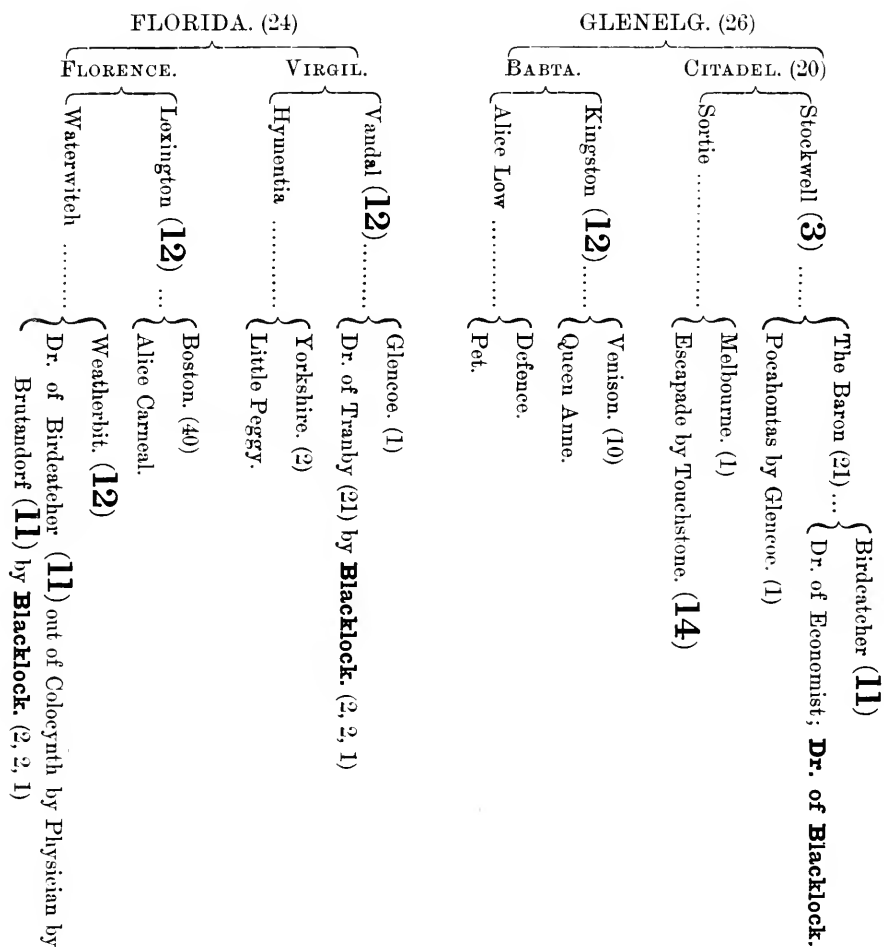 FLORIDA. (24)
GLENELG. (26)
FLORENCE.
VIRGIL.
BABTA.
CITADEL. (20)
Stockwell (3) ......
The Baron (21) ...
Birdcatcher (11)
Dr. of Economist; Dr. of Blacklock.
Pocahontas by Glencoe. (1)
Sortie ..................
Melbourne. (1)
Escapade by Touchstone. (14)
Kingston (12) .....
Venison. (10)
Queen Anne.
Alice Low ............
Defence.
Pet.
Vandal (12) ........
Glencoe. (1)
Dr. of Tranby (21) by Blacklock. (2, 2, 1)
Hymentia ............
Yorkshire. (2)
Little Peggy.
Lexington (12) ...
Boston. (40)
Alice Carneal.
Waterwitch .........
Weatherbit. (12)
Dr. of Birdcatcher (11) out of Colocynth by Physician by
Brutandorf (11) by Blacklock. (2, 2, 1)